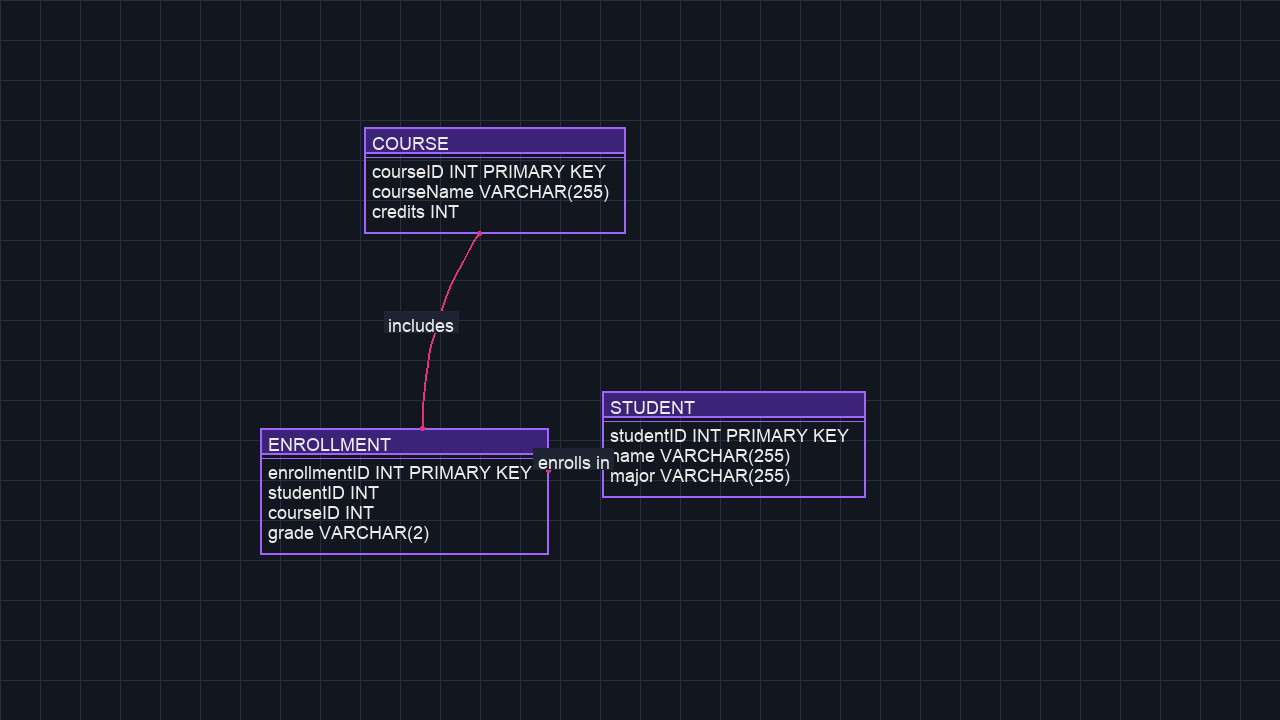 COURSE
courseID INT PRIMARY KEY
courseName VARCHAR(255)
credits INT
includes
ENROLLMENT
enrollmentID INT PRIMARY KEY
studentID INT
courseID INT
grade VARCHAR(2)
enrolls in
STUDENT
studentID INT PRIMARY KEY
name VARCHAR(255)
major VARCHAR(255)